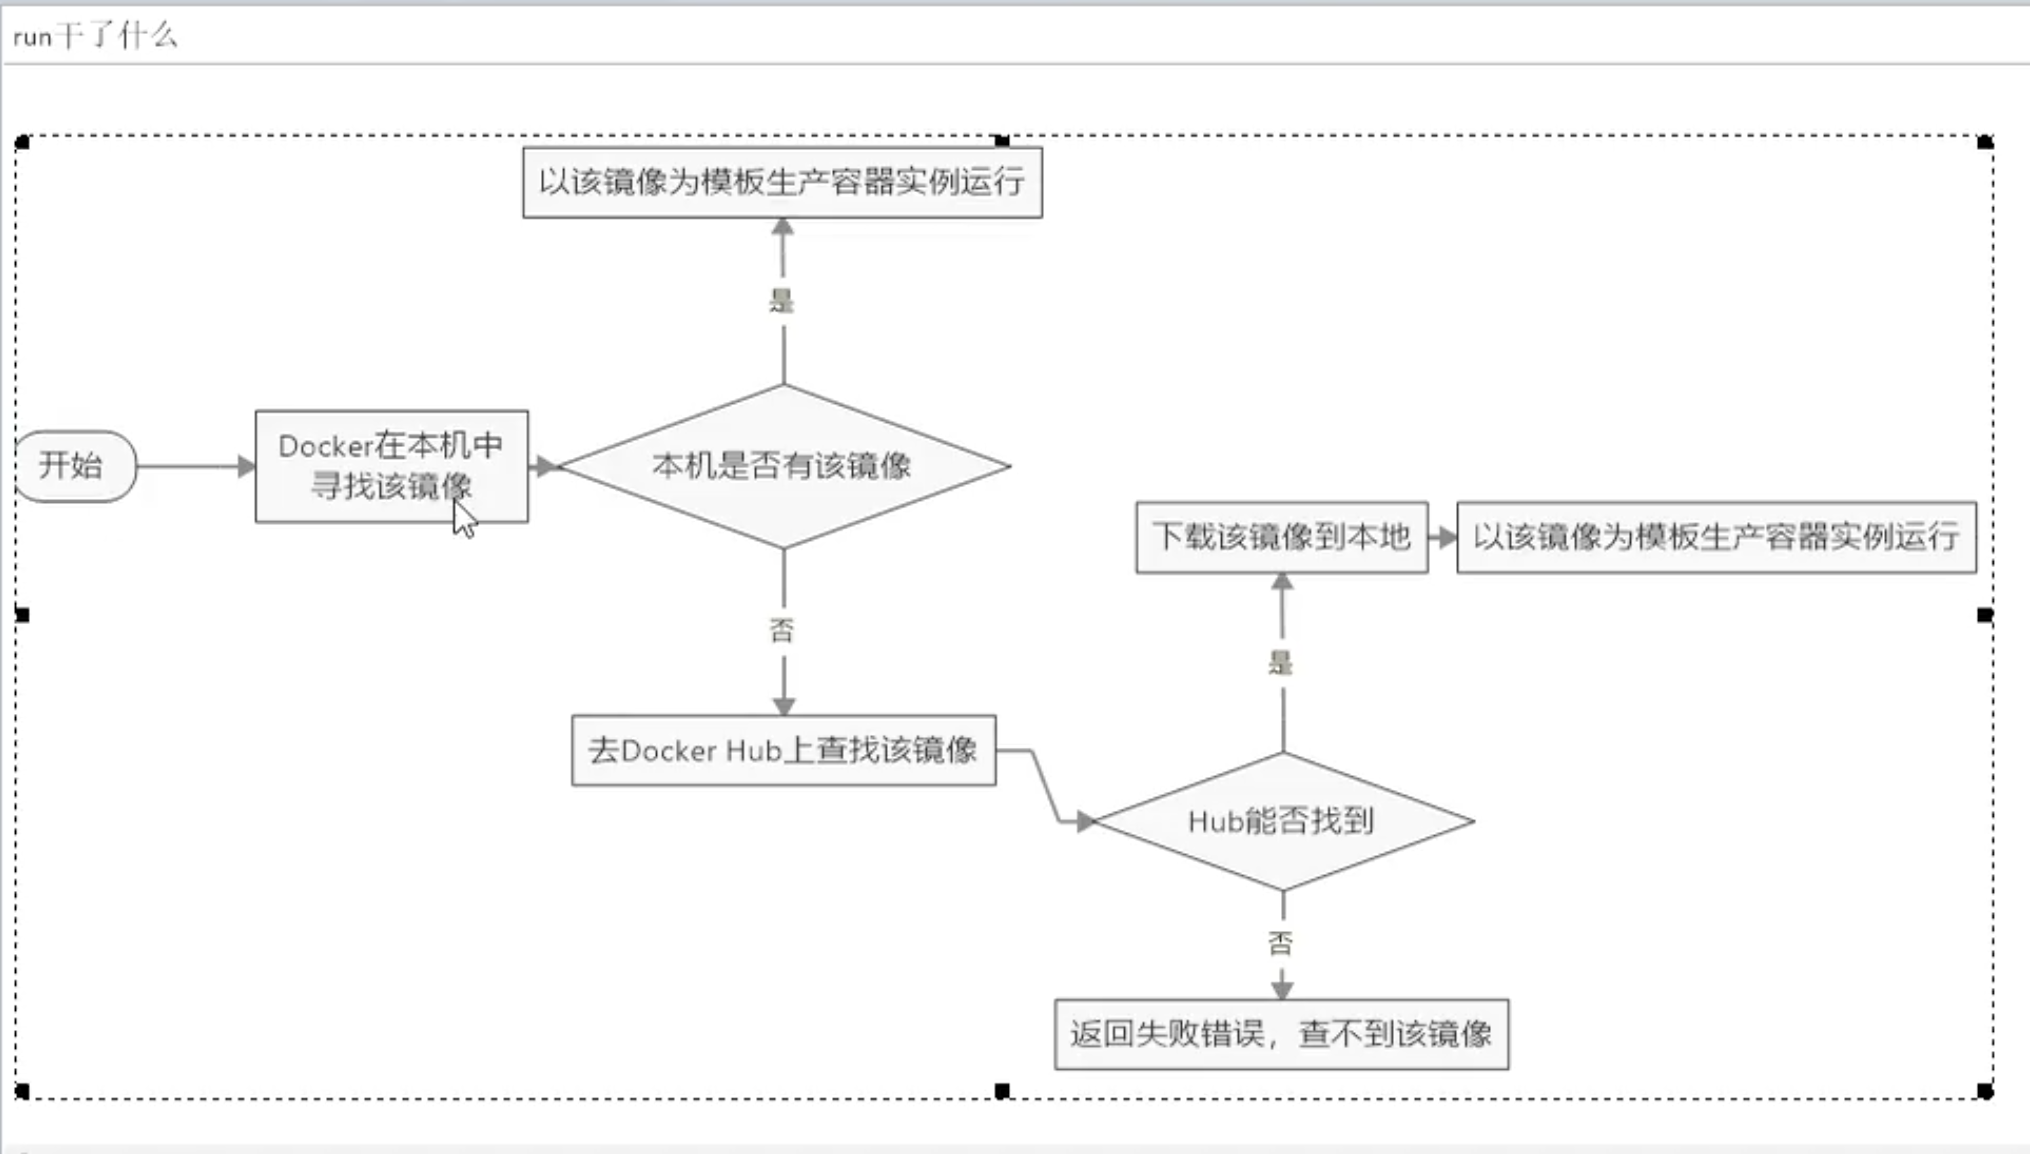 run干了什么
以该镜像为模板生产容器实例运行
是
开始
Docker在本机中
寻找该镜像
本机是否有该镜像
否
去Docker Hub上查找该镜像
下载该镜像到本地
以该镜像为模板生产容器实例运行
是
Hub能否找到
否
返回失败错误，查不到该镜像